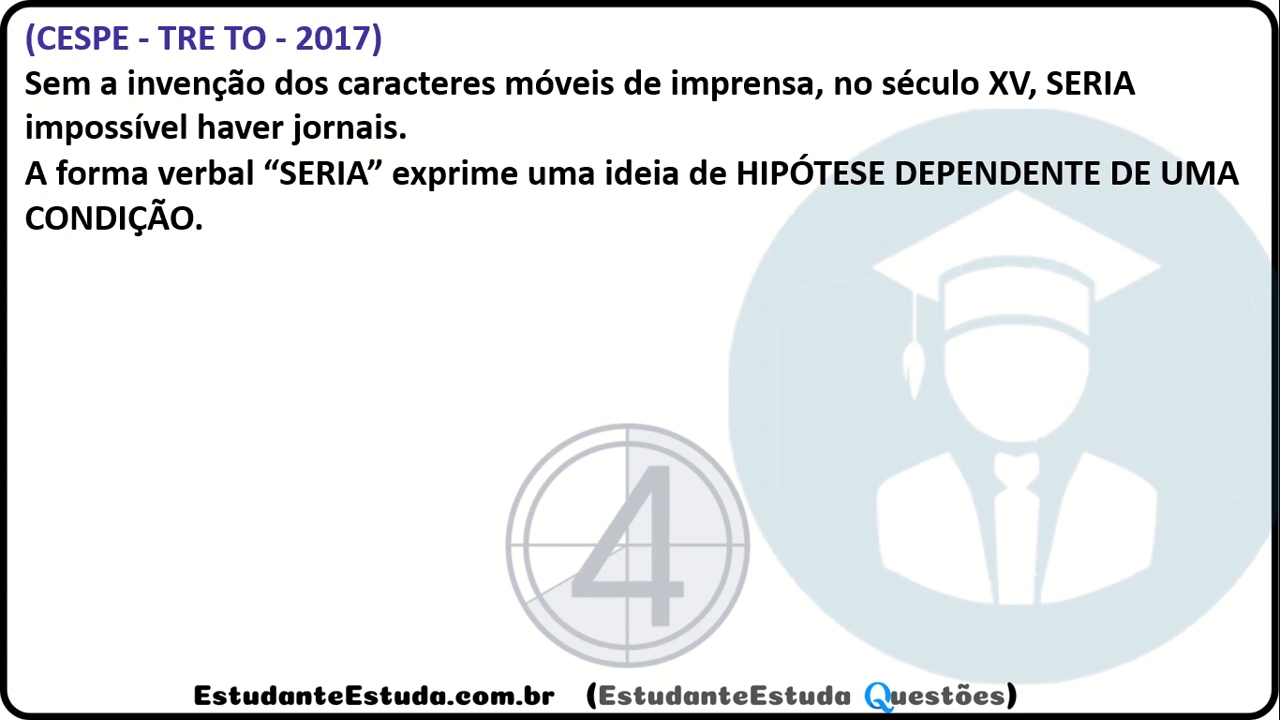 (CESPE - TRE TO - 2017)
Sem a invenção dos caracteres móveis de imprensa, no século XV, SERIA
impossível haver jornais.
A forma verbal “SERIA” exprime uma ideia de HIPÓTESE DEPENDENTE DE UMA
CONDIÇÃO.
4
EstudanteEstuda.com.br (EstudanteEstuda Questões)